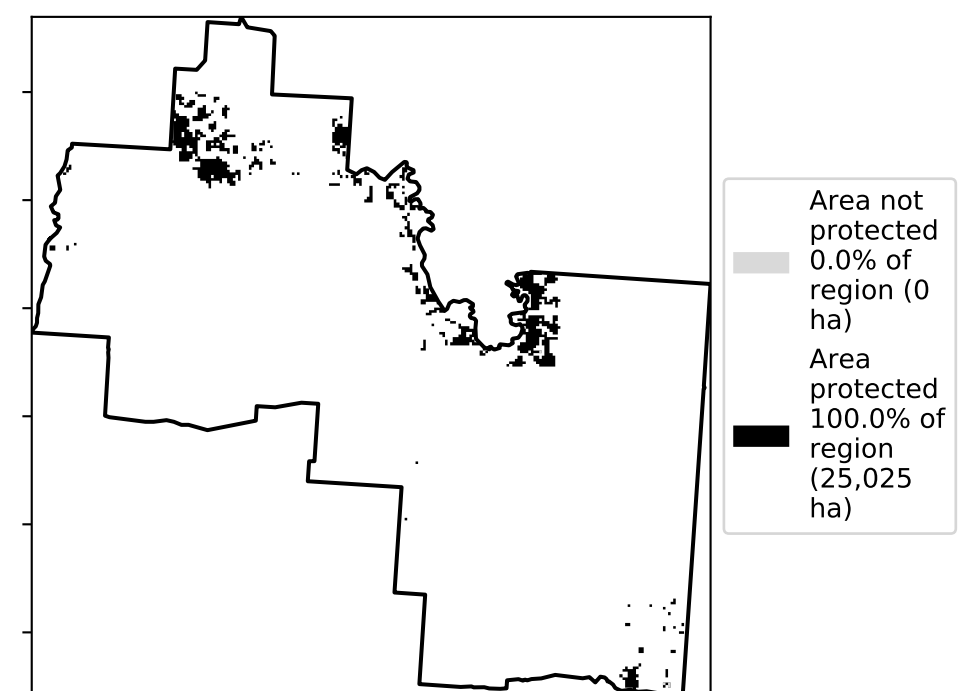 Area not
protected
0.0% of
region (0
ha)
Area
protected
100.0% of
region
(25,025
ha)